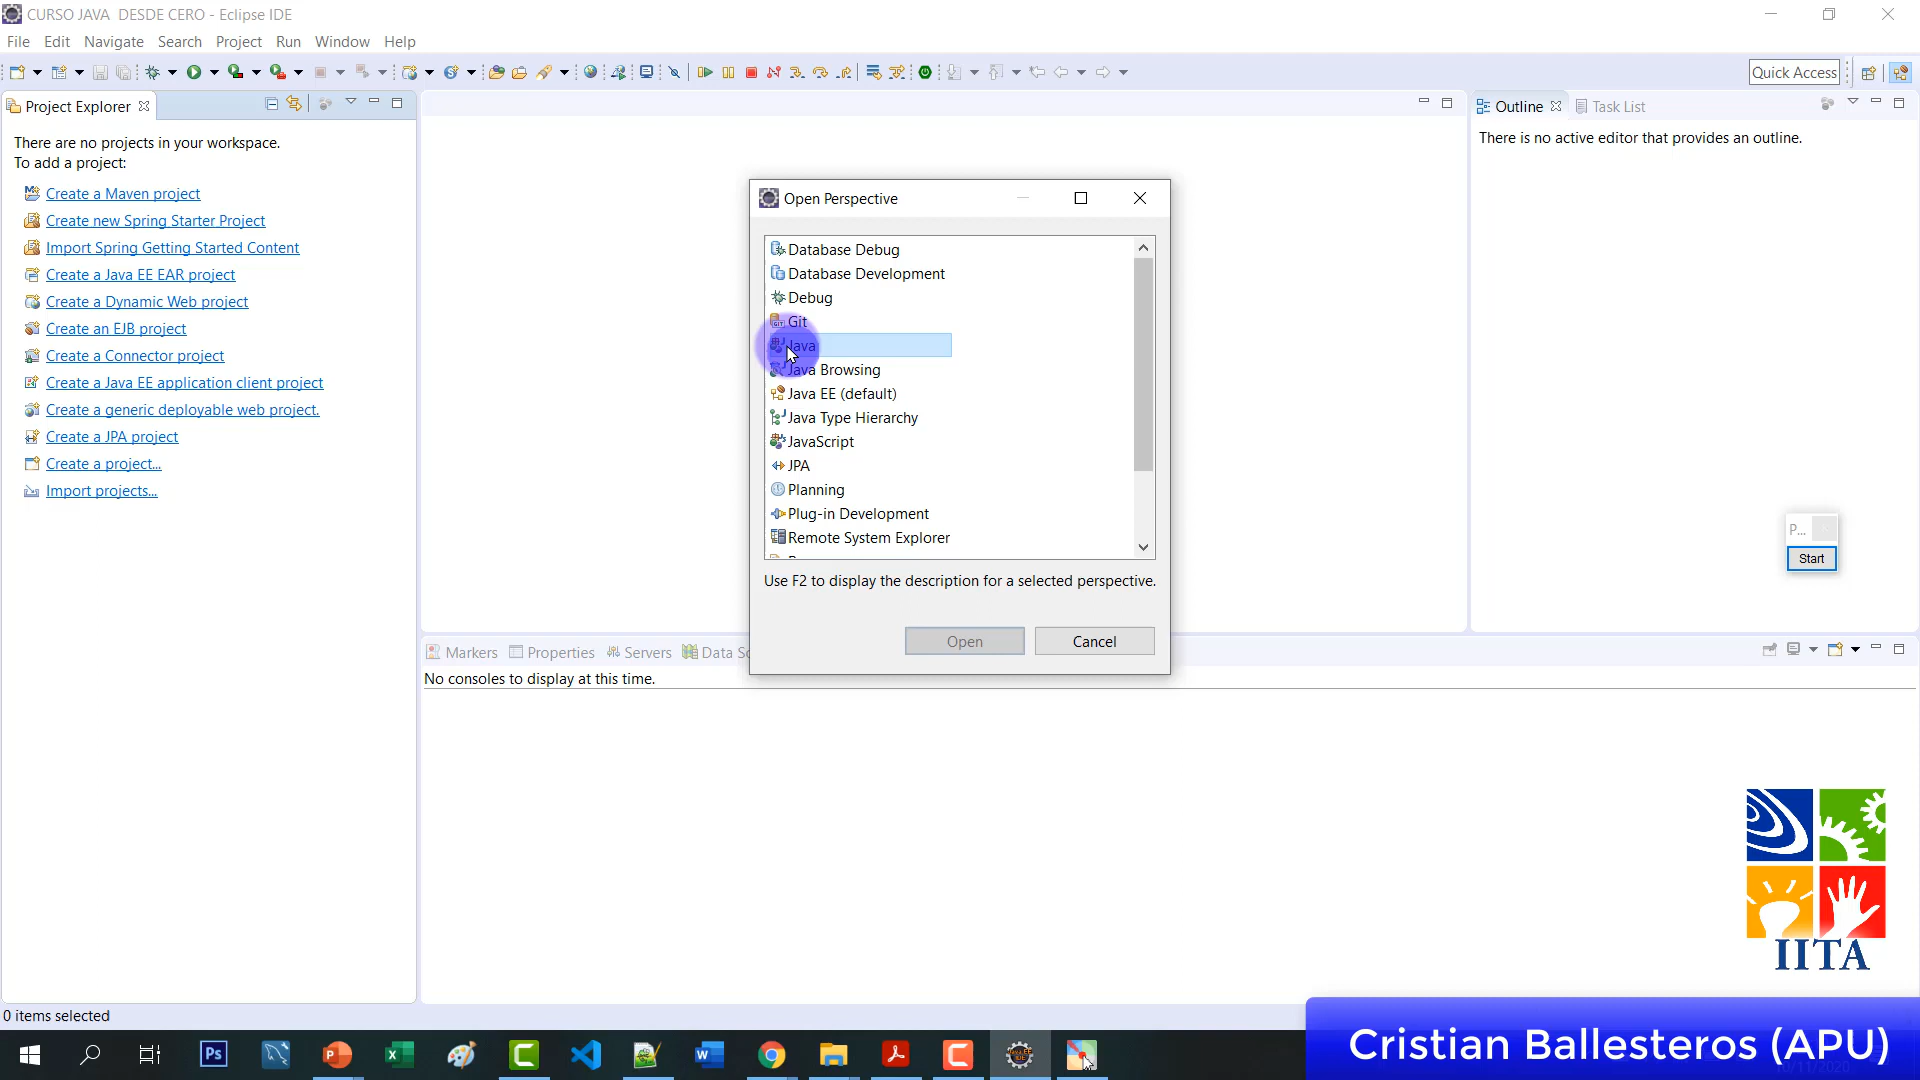 CURSO JAVA  DESDE CERO - Eclipse IDE
File Edit Navigate Search Project Run Window Help
Quick Access
Project Explorer
Outline
Task List
There are no projects in your workspace.
To add a project:
Create a Maven project
Create new Spring Starter Project
Import Spring Getting Started Content
Create a Java EE EAR project
Create a Dynamic Web project
Create an EJB project
Create a Connector project
Create a Java EE application client project
Create a generic deployable web project.
Create a JPA project
Create a project...
Import projects...
There is no active editor that provides an outline.
Open Perspective
Database Debug
Database Development
Debug
Git
Java
Java Browsing
Java EE (default)
Java Type Hierarchy
JavaScript
JPA
Planning
Plug-in Development
Remote System Explorer
Use F2 to display the description for a selected perspective.
Open
Cancel
P...
Start
Markers Properties Servers Data So
No consoles to display at this time.
IITA
0 items selected
Cristian Ballesteros (APU)